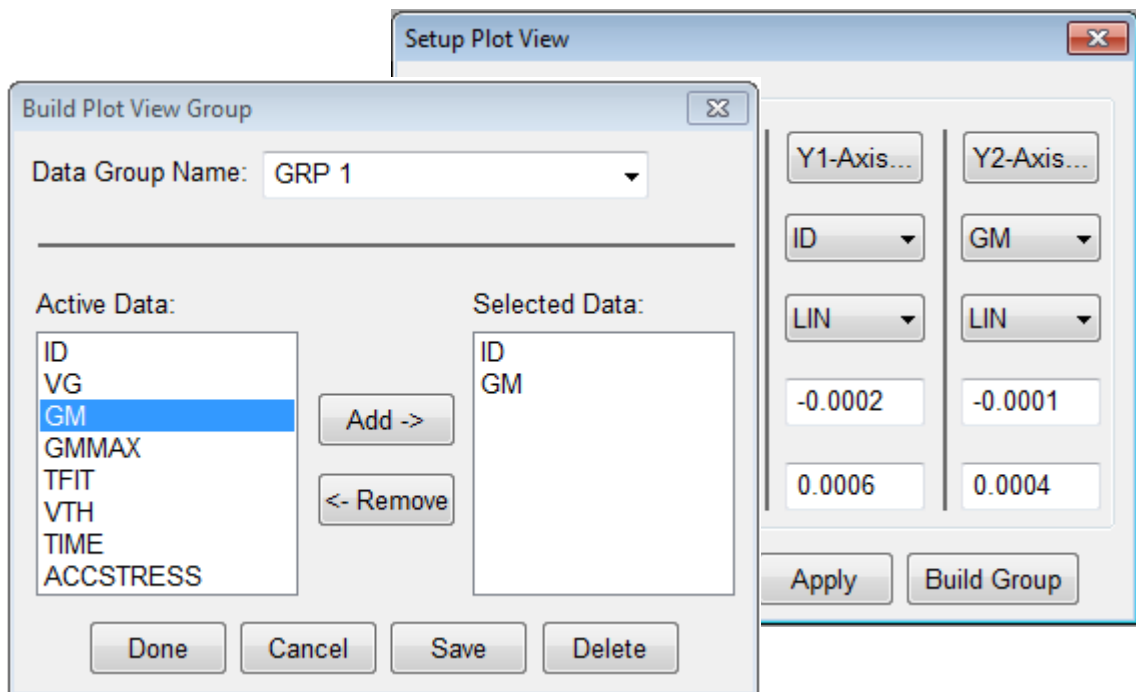 Setup Plot View
Build Plot View Group
Data Group Name: GRP 1
Active Data:
ID
VG
GM
GMMAX
TFIT
VTH
TIME
ACCSTRESS
Add ->
<- Remove
Selected Data:
ID
GM
Done Cancel Save Delete
Y1-Axis... Y2-Axis...
ID GM
LIN LIN
-0.0002 -0.0001
0.0006 0.0004
Apply Build Group